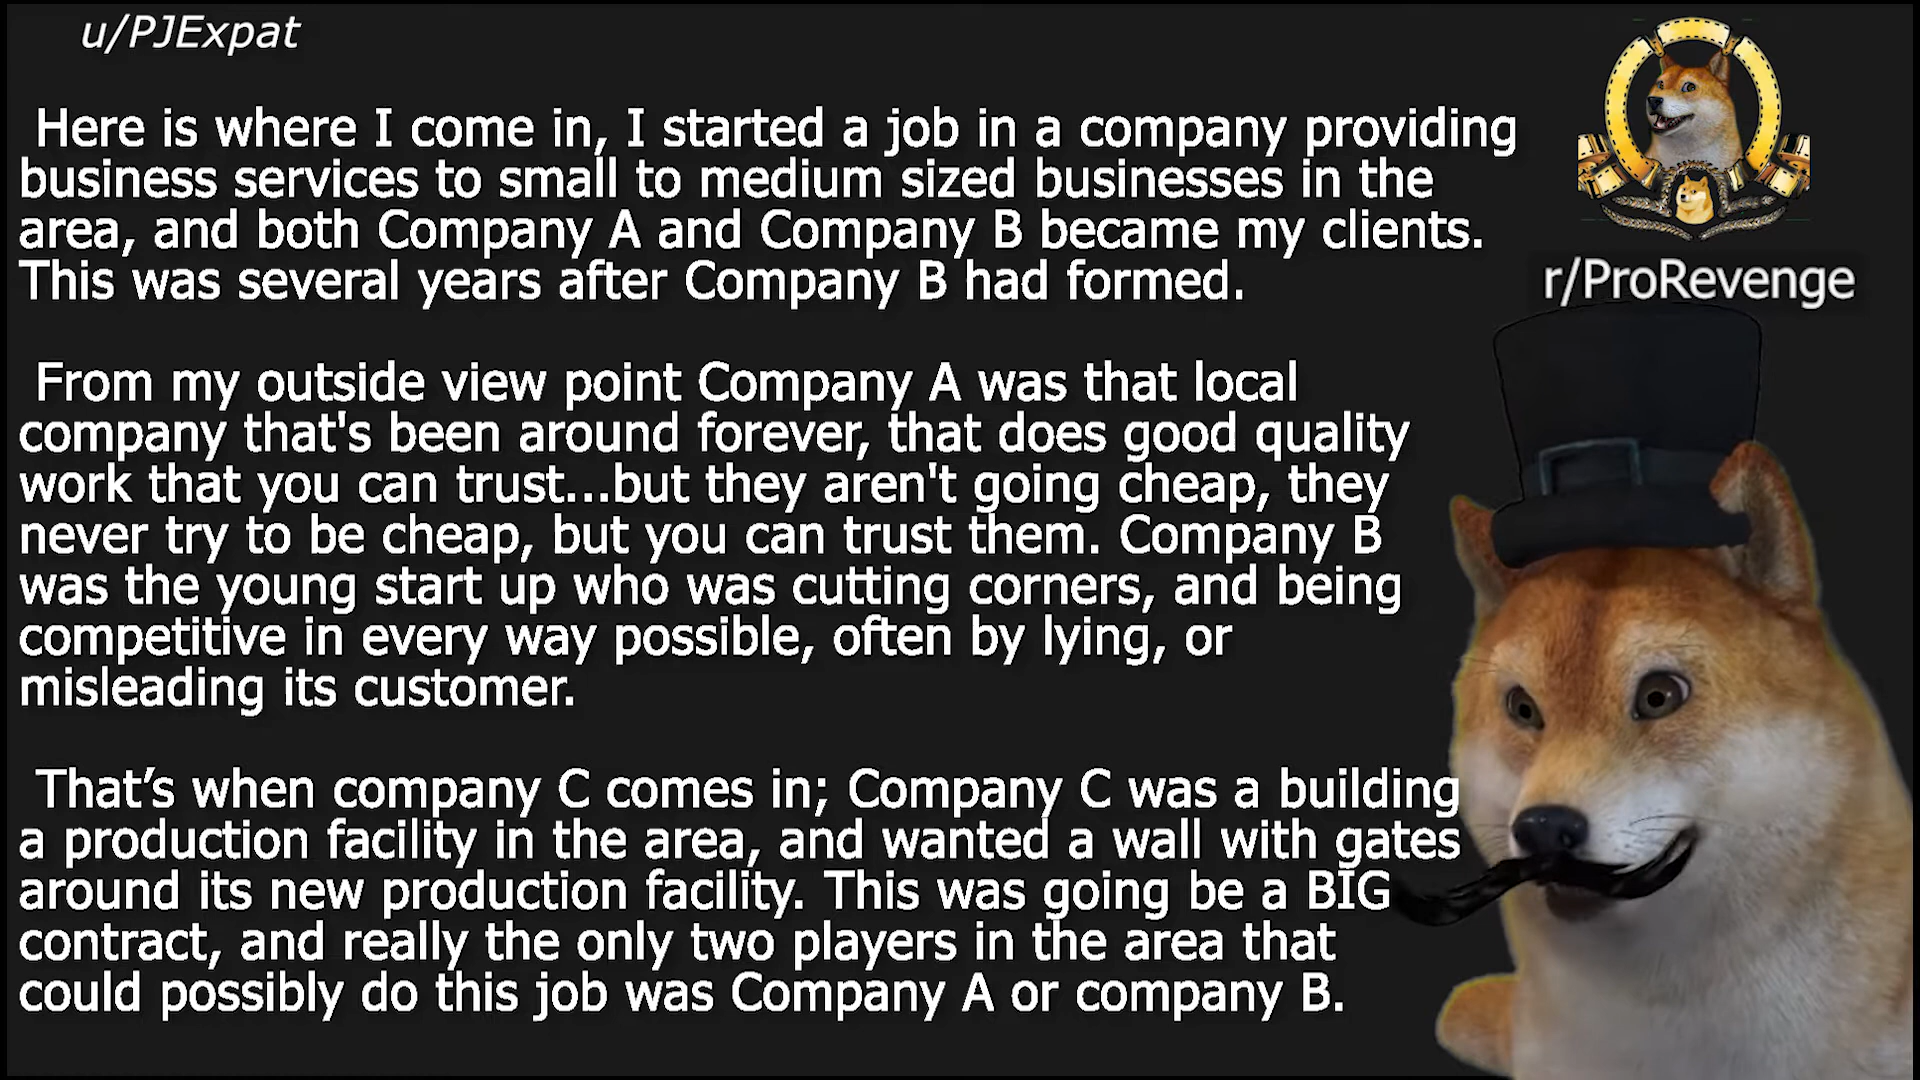 u/PJExpat
Here is where I come in, I started a job in a company providing
business services to small to medium sized businesses in the
area, and both Company A and Company B became my clients.
This was several years after Company B had formed.
From my outside view point Company A was that local
company that's been around forever, that does good quality
work that you can trust...but they aren't going cheap, they
never try to be cheap, but you can trust them. Company B
was the young start up who was cutting corners, and being
competitive in every way possible, often by lying, or
misleading its customer.
That’s when company C comes in; Company C was a building
a production facility in the area, and wanted a wall with gates
around its new production facility. This was going be a BIG
contract, and really the only two players in the area that
could possibly do this job was Company A or company B.
r/ProRevenge